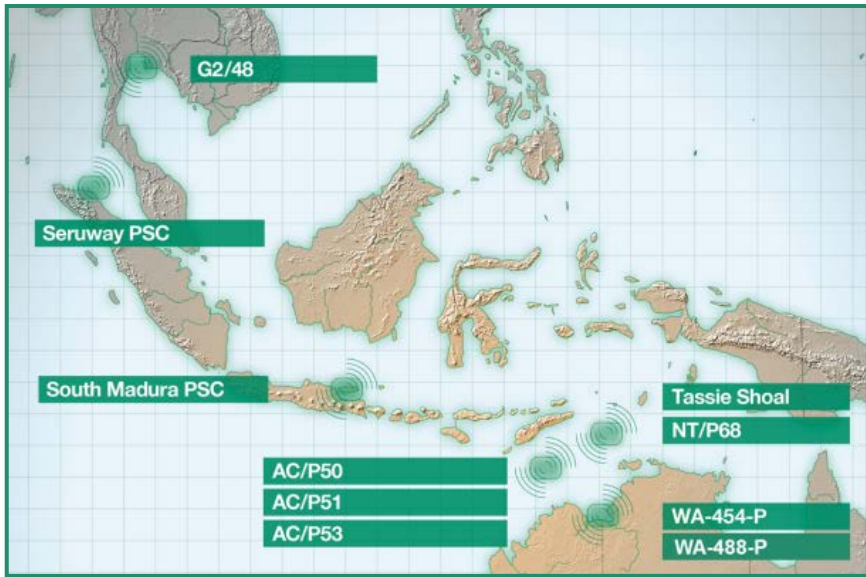 G2/48
Seruway PSC
South Madura PSC
Tassie Shoal
NT/P68
AC/P50
AC/P51
AC/P53
WA-454-P
WA-488-P